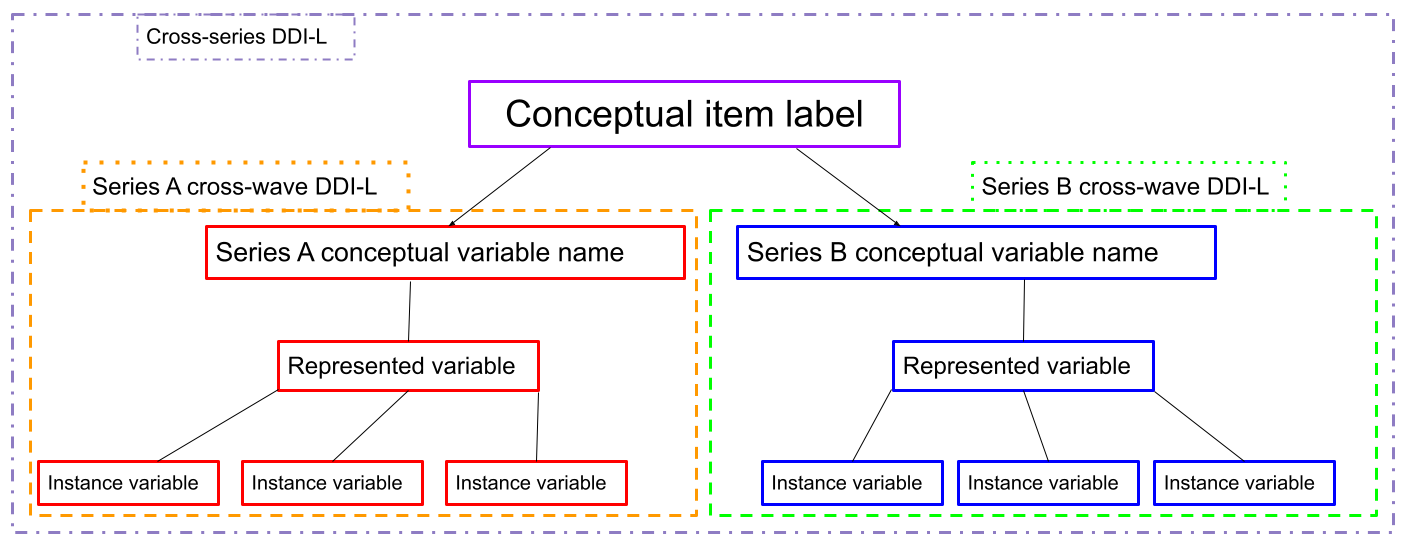 Cross-series DDI-L
Conceptual item label
Series A cross-wave DDI-L
Series B cross-wave DDI-L
Series A conceptual variable name
Series B conceptual variable name
Represented variable
Represented variable
Instance variable
Instance variable
Instance variable
Instance variable
Instance variable
Instance variable